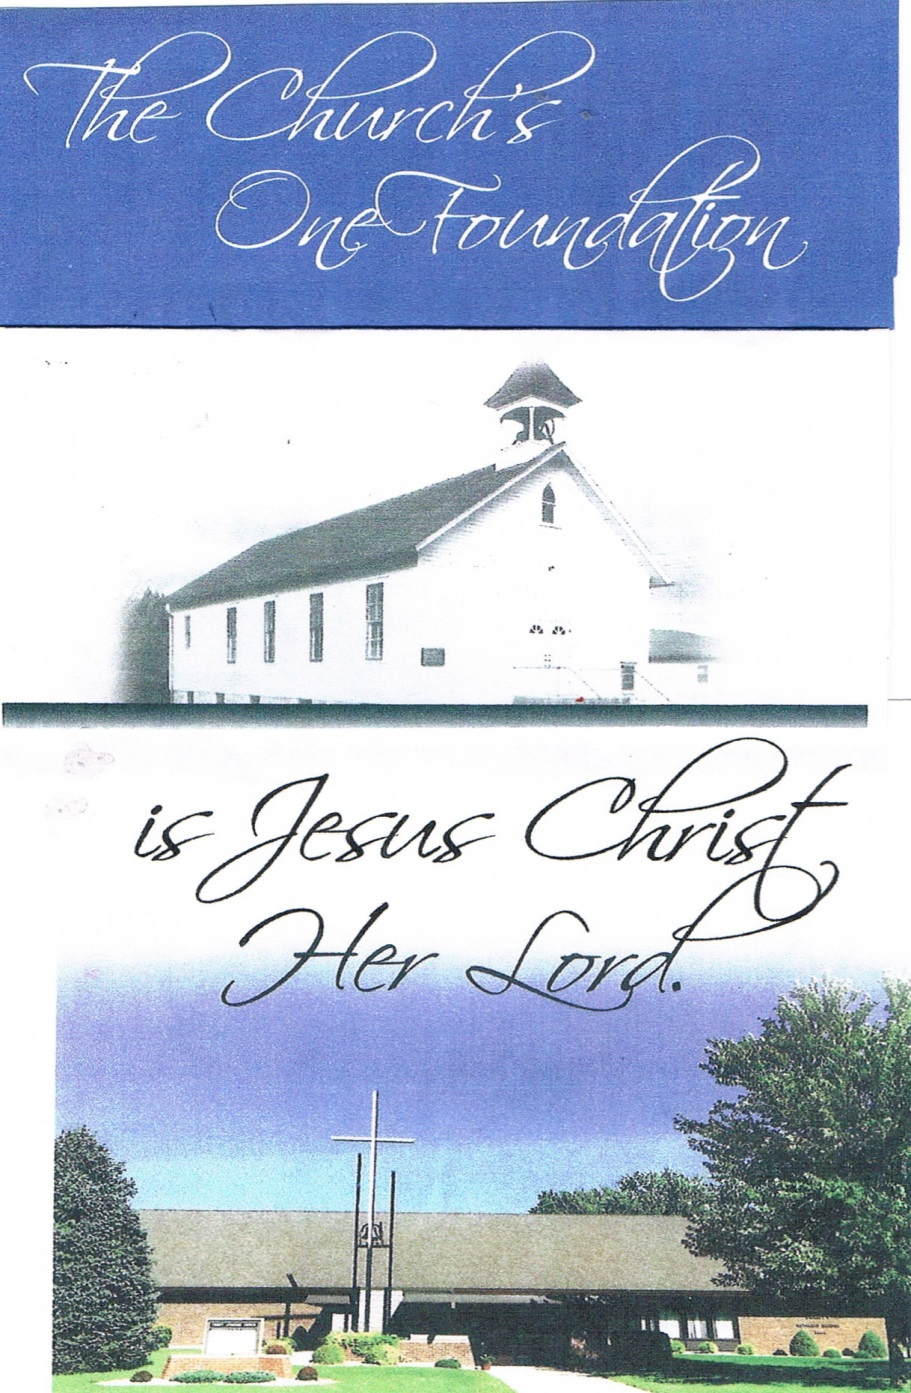 The Church's
One Foundation
is Jesus Christ
Her Lord.